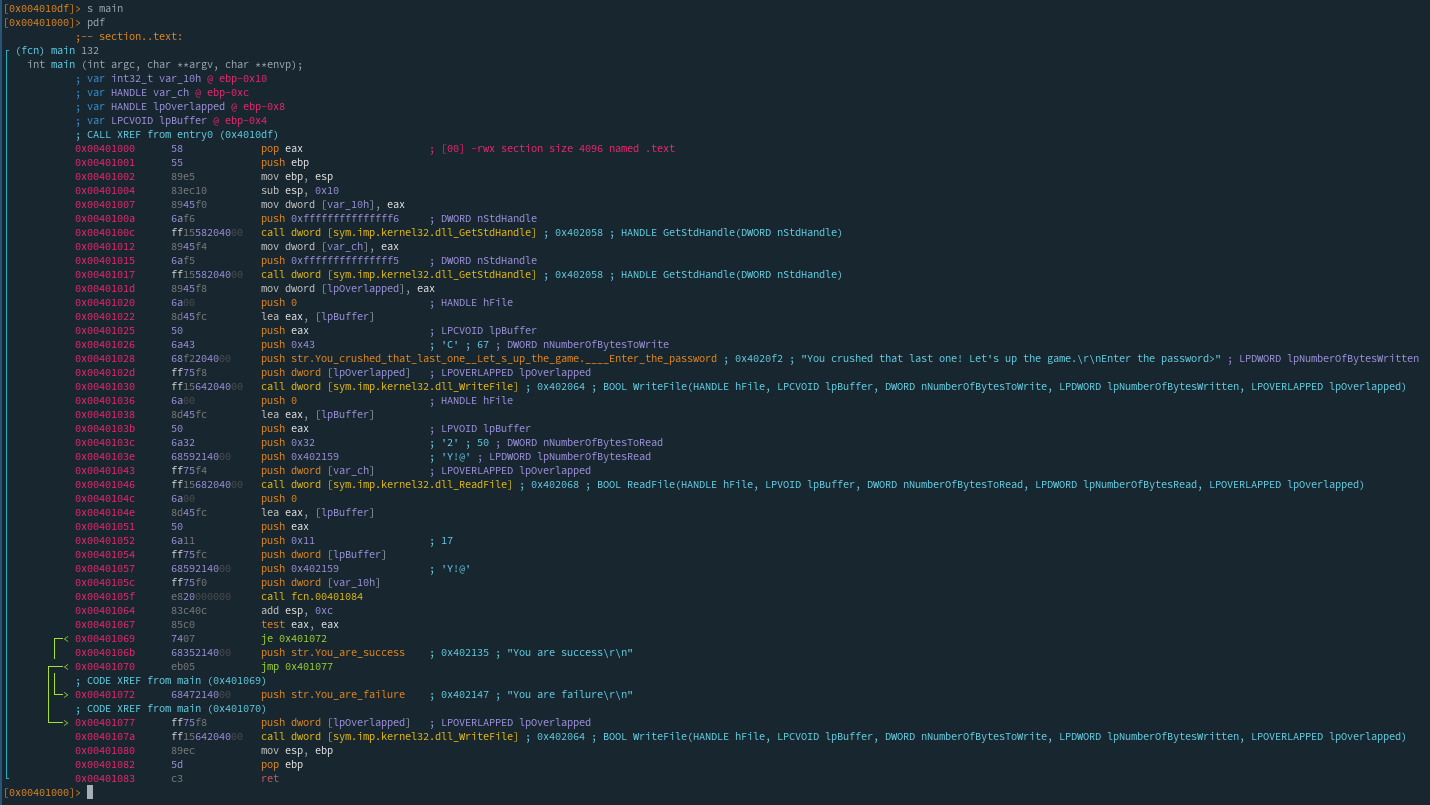 [0x004010df]> s main
[0x00401000]> pdf
;-- section..text:
(fcn) main 132
int main (int argc, char **argv, char **envp);
; var int32_t var_10h @ ebp-0x10
; var HANDLE var_ch @ ebp-0xc
; var HANDLE lpOverlapped @ ebp-0x8
; var LPCVOID lpBuffer @ ebp-0x4
; CALL XREF from entry0 (0x4010df)
0x00401000 58 pop eax ; [00] -rwx section size 4096 named .text
0x00401001 55 push ebp
0x00401002 89e5 mov ebp, esp
0x00401004 83ec10 sub esp, 0x10
0x00401007 8945f0 mov dword [var_10h], eax
0x0040100a 6af6 push 0xfffffffffffffff6 ; DWORD nStdHandle
0x0040100c ff1558204000 call dword [sym.imp.kernel32.dll_GetStdHandle] ; 0x402058 ; HANDLE GetStdHandle(DWORD nStdHandle)
0x00401012 8945f4 mov dword [var_ch], eax
0x00401015 6af5 push 0xfffffffffffffff5 ; DWORD nStdHandle
0x00401017 ff1558204000 call dword [sym.imp.kernel32.dll_GetStdHandle] ; 0x402058 ; HANDLE GetStdHandle(DWORD nStdHandle)
0x0040101d 8945f8 mov dword [lpOverlapped], eax
0x00401020 6a00 push 0 ; HANDLE hFile
0x00401022 8d45fc lea eax, [lpBuffer]
0x00401025 50 push eax ; LPCVOID lpBuffer
0x00401026 6a43 push 0x43 ; 'C' ; 67 ; DWORD nNumberOfBytesToWrite
0x00401028 68f2204000 push str.You_crushed_that_last_one__Let_s_up_the_game.____Enter_the_password ; 0x4020f2 ; "You crushed that last one! Let's up the game.\r\nEnter the password>" ; LPDWORD lpNumberOfBytesWritten
0x0040102d ff75f8 push dword [lpOverlapped] ; LPOVERLAPPED lpOverlapped
0x00401030 ff1564204000 call dword [sym.imp.kernel32.dll_WriteFile] ; 0x402064 ; BOOL WriteFile(HANDLE hFile, LPCVOID lpBuffer, DWORD nNumberOfBytesToWrite, LPDWORD lpNumberOfBytesWritten, LPOVERLAPPED lpOverlapped)
0x00401036 6a00 push 0 ; HANDLE hFile
0x00401038 8d45fc lea eax, [lpBuffer]
0x0040103b 50 push eax ; LPVOID lpBuffer
0x0040103c 6a32 push 0x32 ; '2' ; 50 ; DWORD nNumberOfBytesToRead
0x0040103e 6859214000 push 0x402159 ; 'Y!@' ; LPDWORD lpNumberOfBytesRead
0x00401043 ff75f4 push dword [var_ch] ; LPOVERLAPPED lpOverlapped
0x00401046 ff1568204000 call dword [sym.imp.kernel32.dll_ReadFile] ; 0x402068 ; BOOL ReadFile(HANDLE hFile, LPVOID lpBuffer, DWORD nNumberOfBytesToRead, LPDWORD lpNumberOfBytesRead, LPOVERLAPPED lpOverlapped)
0x0040104c 6a00 push 0
0x0040104e 8d45fc lea eax, [lpBuffer]
0x00401051 50 push eax
0x00401052 6a11 push 0x11 ; 17
0x00401054 ff75fc push dword [lpBuffer]
0x00401057 6859214000 push 0x402159 ; 'Y!@'
0x0040105c ff75f0 push dword [var_10h]
0x0040105f e820000000 call fcn.00401084
0x00401064 83c40c add esp, 0xc
0x00401067 85c0 test eax, eax
0x00401069 7407 je 0x401072
0x0040106b 6835214000 push str.You_are_success ; 0x402135 ; "You are success\r\n"
0x00401070 eb05 jmp 0x401077
; CODE XREF from main (0x401069)
0x00401072 6847214000 push str.You_are_failure ; 0x402147 ; "You are failure\r\n"
; CODE XREF from main (0x401070)
0x00401077 ff75f8 push dword [lpOverlapped] ; LPOVERLAPPED lpOverlapped
0x0040107a ff1564204000 call dword [sym.imp.kernel32.dll_WriteFile] ; 0x402064 ; BOOL WriteFile(HANDLE hFile, LPCVOID lpBuffer, DWORD nNumberOfBytesToWrite, LPDWORD lpNumberOfBytesWritten, LPOVERLAPPED lpOverlapped)
0x00401080 89ec mov esp, ebp
0x00401082 5d pop ebp
0x00401083 c3 ret
[0x00401000]>